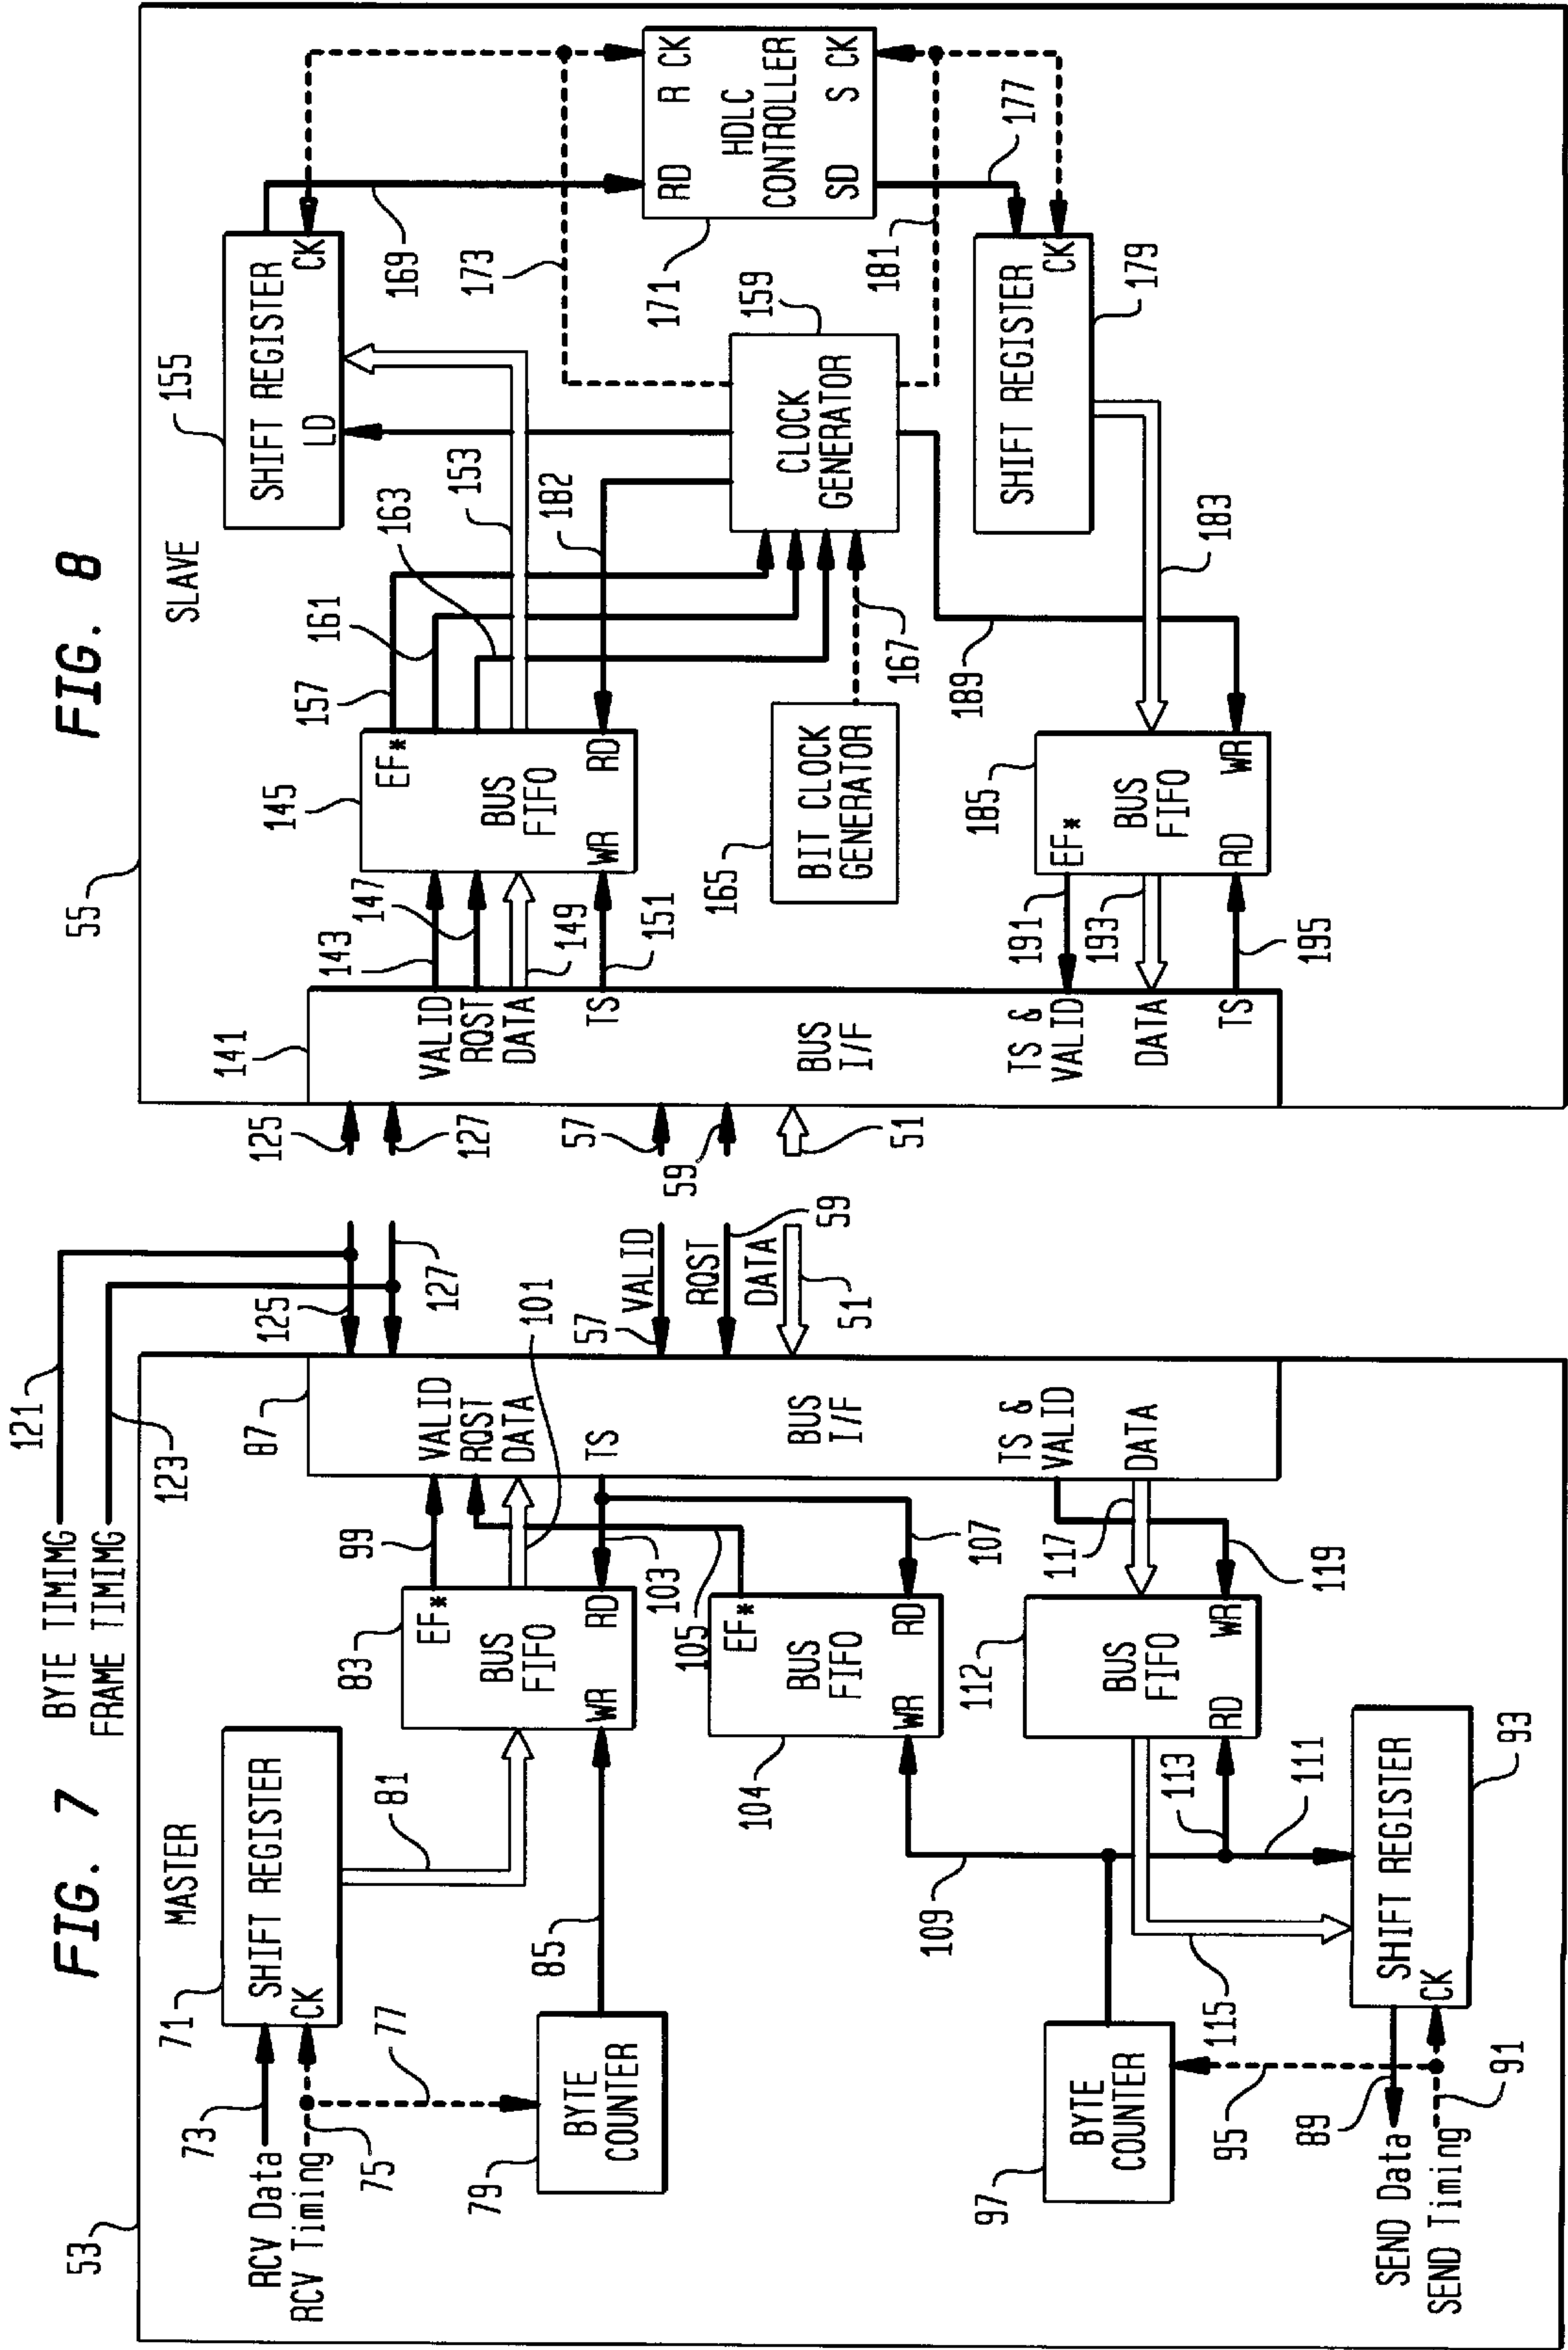 FIG. 7
MASTER
53
BYTE TIMIMG
FRAME TIMIMG
121
123
125
127
71
SHIFT REGISTER
CK
73
RCV Data
RCV Timing
75
77
79
BYTE
COUNTER
81
83
EF*
BUS
FIFO
WR
RD
85
87
VALID
RQST
DATA
TS
BUS
I/F
TS &
VALID
DATA
99
101
103
105
107
104
EF*
BUS
FIFO
WR
RD
109
112
BUS
FIFO
RD
WR
113
111
115
117
119
97
BYTE
COUNTER
95
93
SHIFT REGISTER
CK
89
91
SEND Data
SEND Timing
57
VALID
RQST
59
DATA
51
FIG. 8
SLAVE
55
125
127
57
59
51
141
VALID
RQST
DATA
TS
BUS
I/F
TS &
VALID
DATA
TS
143
147
149
151
145
EF*
BUS
FIFO
WR
RD
157
161
163
153
182
155
SHIFT REGISTER
LD
CK
169
173
159
CLOCK
GENERATOR
165
BIT CLOCK
GENERATOR
167
171
RD
R CK
HDLC
CONTROLLER
SD
S CK
177
181
179
SHIFT REGISTER
CK
183
185
EF*
BUS
FIFO
RD
WR
189
191
193
195